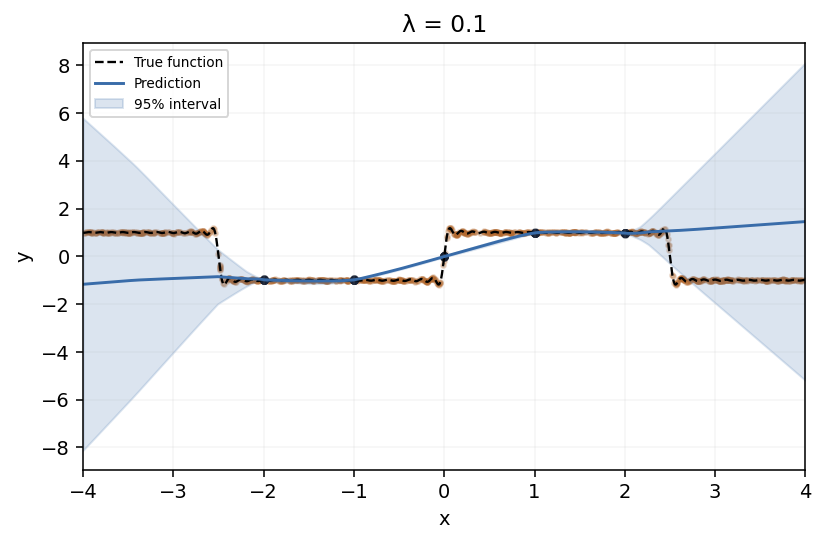 λ = 0.1
True function
Prediction
95% interval
8
6
4
2
0
−2
−4
−6
−8
y
−4 −3 −2 −1 0 1 2 3 4
x